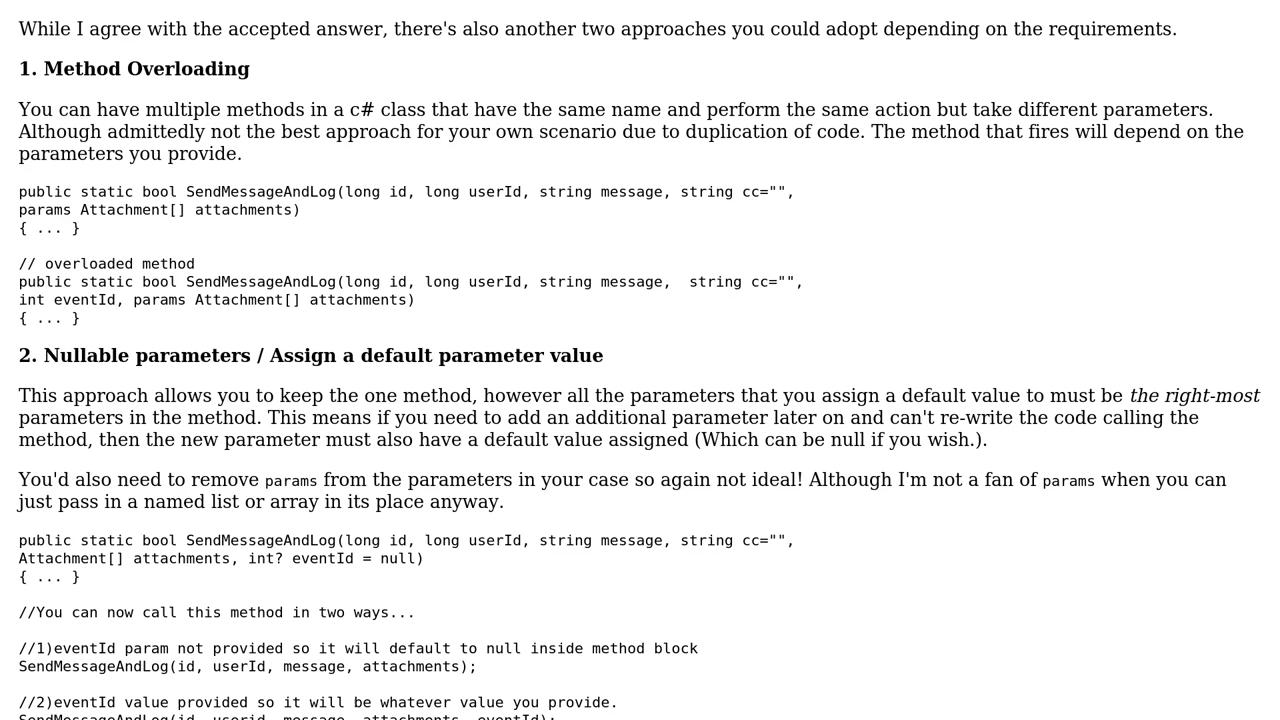 While I agree with the accepted answer, there's also another two approaches you could adopt depending on the requirements.
1. Method Overloading
You can have multiple methods in a c# class that have the same name and perform the same action but take different parameters.
Although admittedly not the best approach for your own scenario due to duplication of code. The method that fires will depend on the
parameters you provide.
public static bool SendMessageAndLog(long id, long userId, string message, string cc="",
params Attachment[] attachments)
{ ... }
// overloaded method
public static bool SendMessageAndLog(long id, long userId, string message,  string cc="",
int eventId, params Attachment[] attachments)
{ ... }
2. Nullable parameters / Assign a default parameter value
This approach allows you to keep the one method, however all the parameters that you assign a default value to must be the right-most
parameters in the method. This means if you need to add an additional parameter later on and can't re-write the code calling the
method, then the new parameter must also have a default value assigned (Which can be null if you wish.).
You'd also need to remove params from the parameters in your case so again not ideal! Although I'm not a fan of params when you can
just pass in a named list or array in its place anyway.
public static bool SendMessageAndLog(long id, long userId, string message, string cc="",
Attachment[] attachments, int? eventId = null)
{ ... }
//You can now call this method in two ways...
//1)eventId param not provided so it will default to null inside method block
SendMessageAndLog(id, userId, message, attachments);
//2)eventId value provided so it will be whatever value you provide.
SendMessageAndLog(id, userid, message, attachments, eventId);